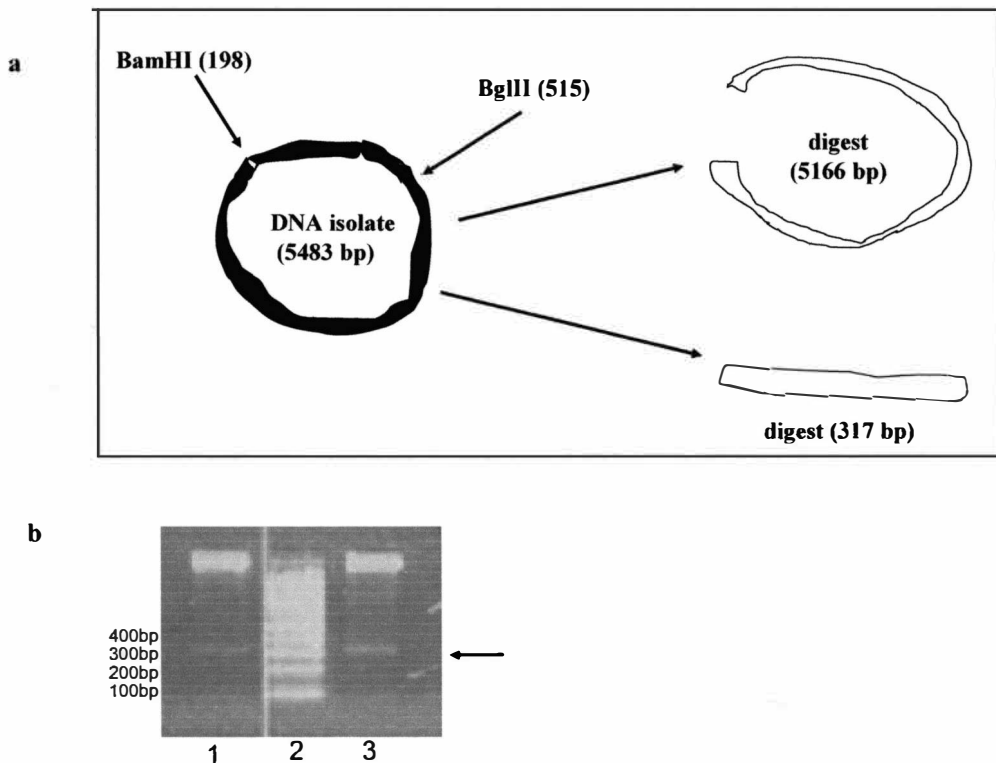 a
BamHI (198)
BglII (515)
DNA isolate
(5483 bp)
digest
(5166 bp)
digest (317 bp)
b
400bp
300bp
200bp
100bp
1 2 3